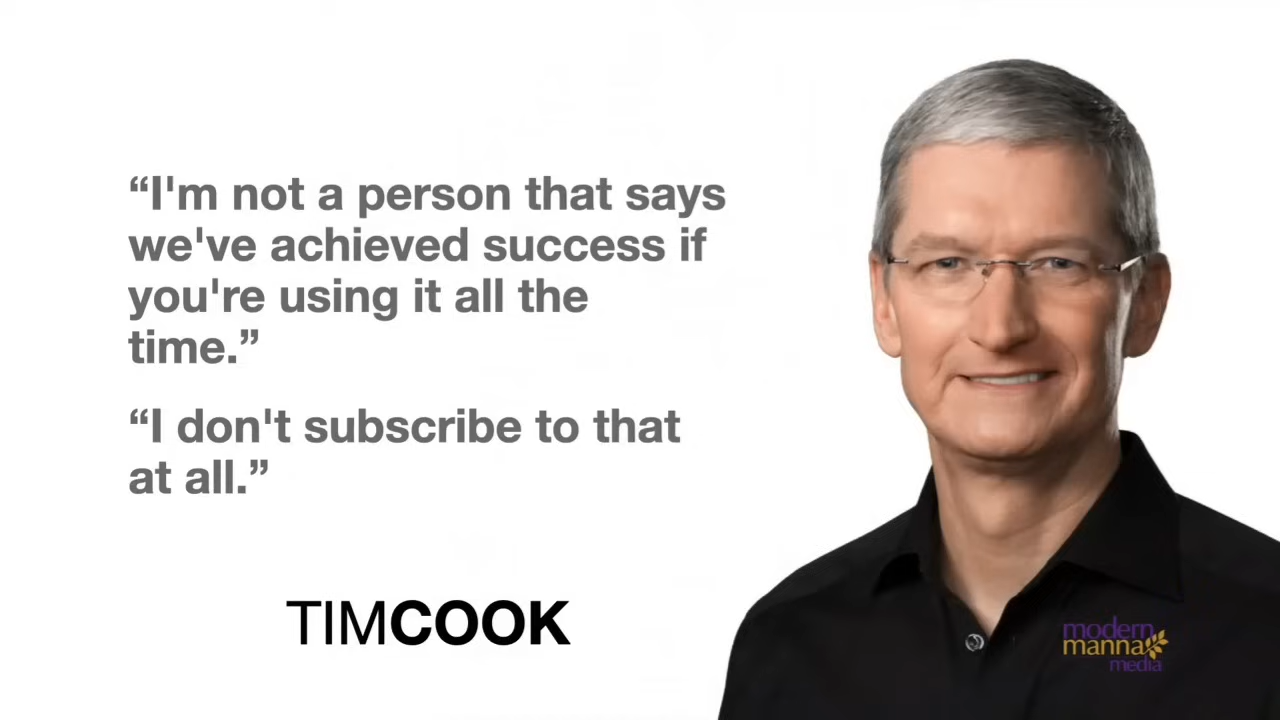 “I'm not a person that says
we've achieved success if
you're using it all the
time.”
“I don't subscribe to that
at all.”
TIMCOOK
modern
manna
media